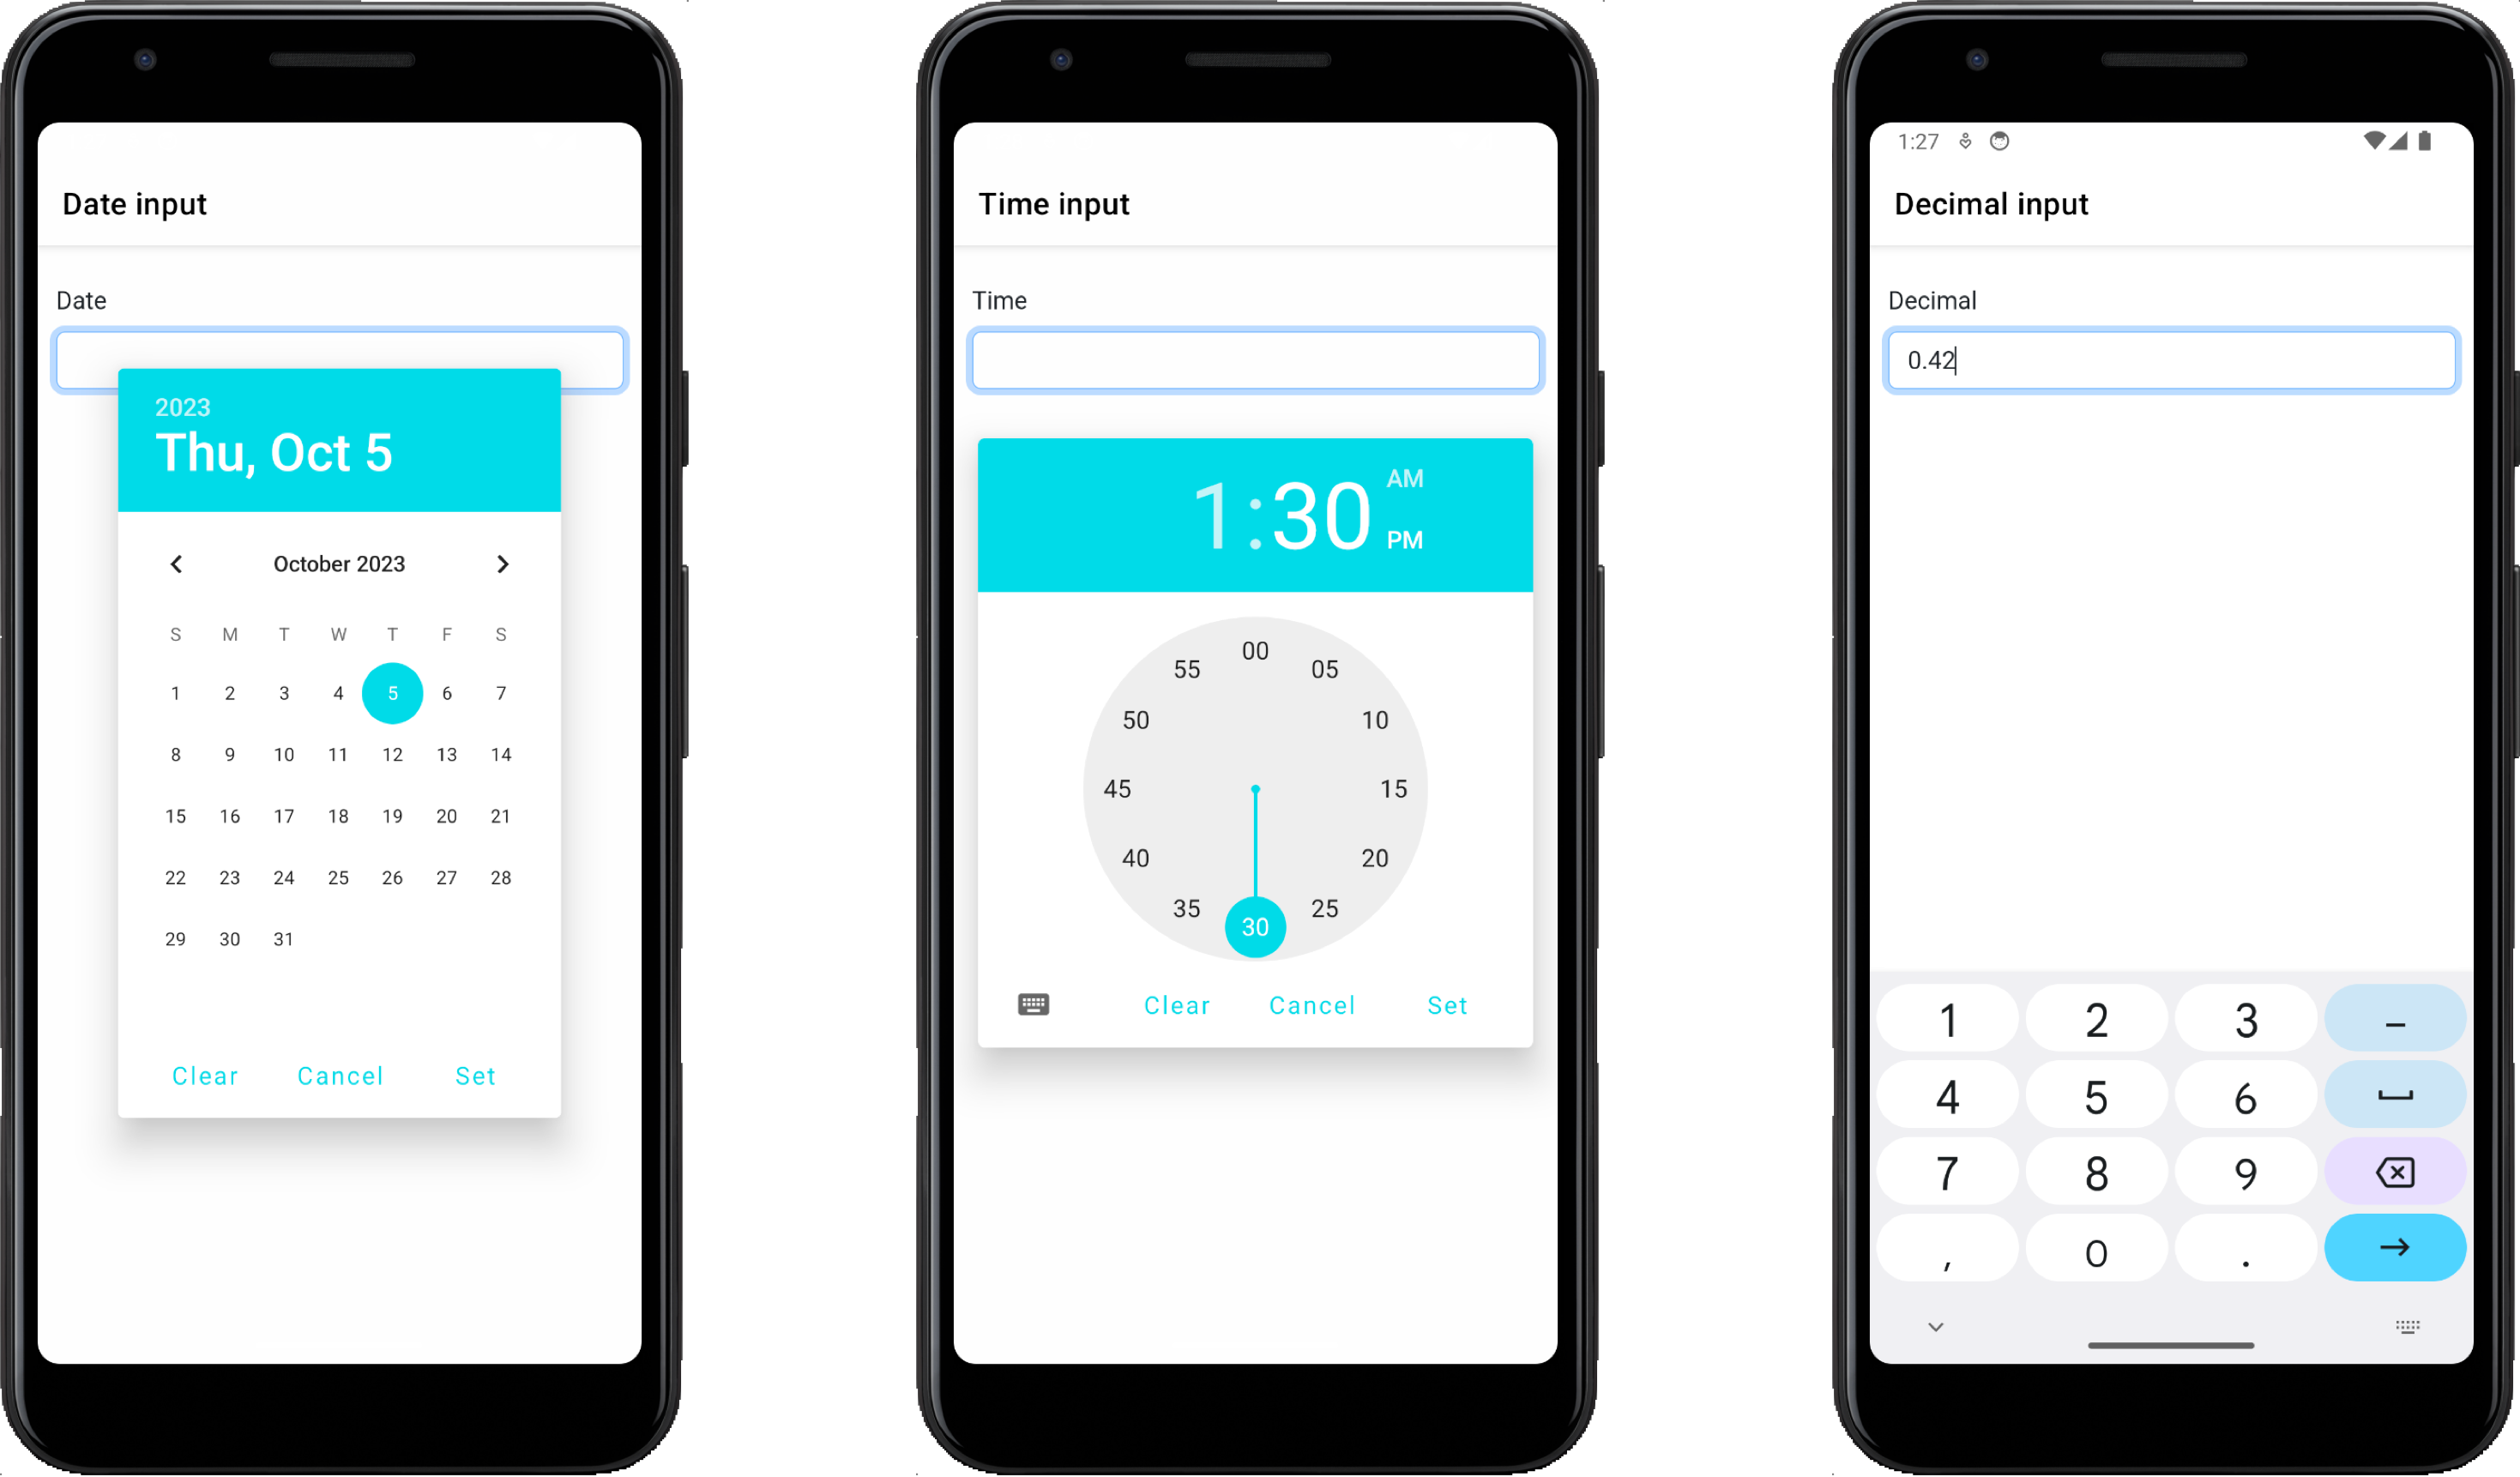 Date input
Date
2023
Thu, Oct 5
October 2023
S M T W T F S
1 2 3 4 5 6 7
8 9 10 11 12 13 14
15 16 17 18 19 20 21
22 23 24 25 26 27 28
29 30 31
Clear Cancel Set
Time input
Time
1:30 AM PM
00
55 05
50 10
45 15
40 20
35 25
30
Clear Cancel Set
1:27
Decimal input
Decimal
0.42
1 2 3 –
4 5 6
7 8 9
, 0 .